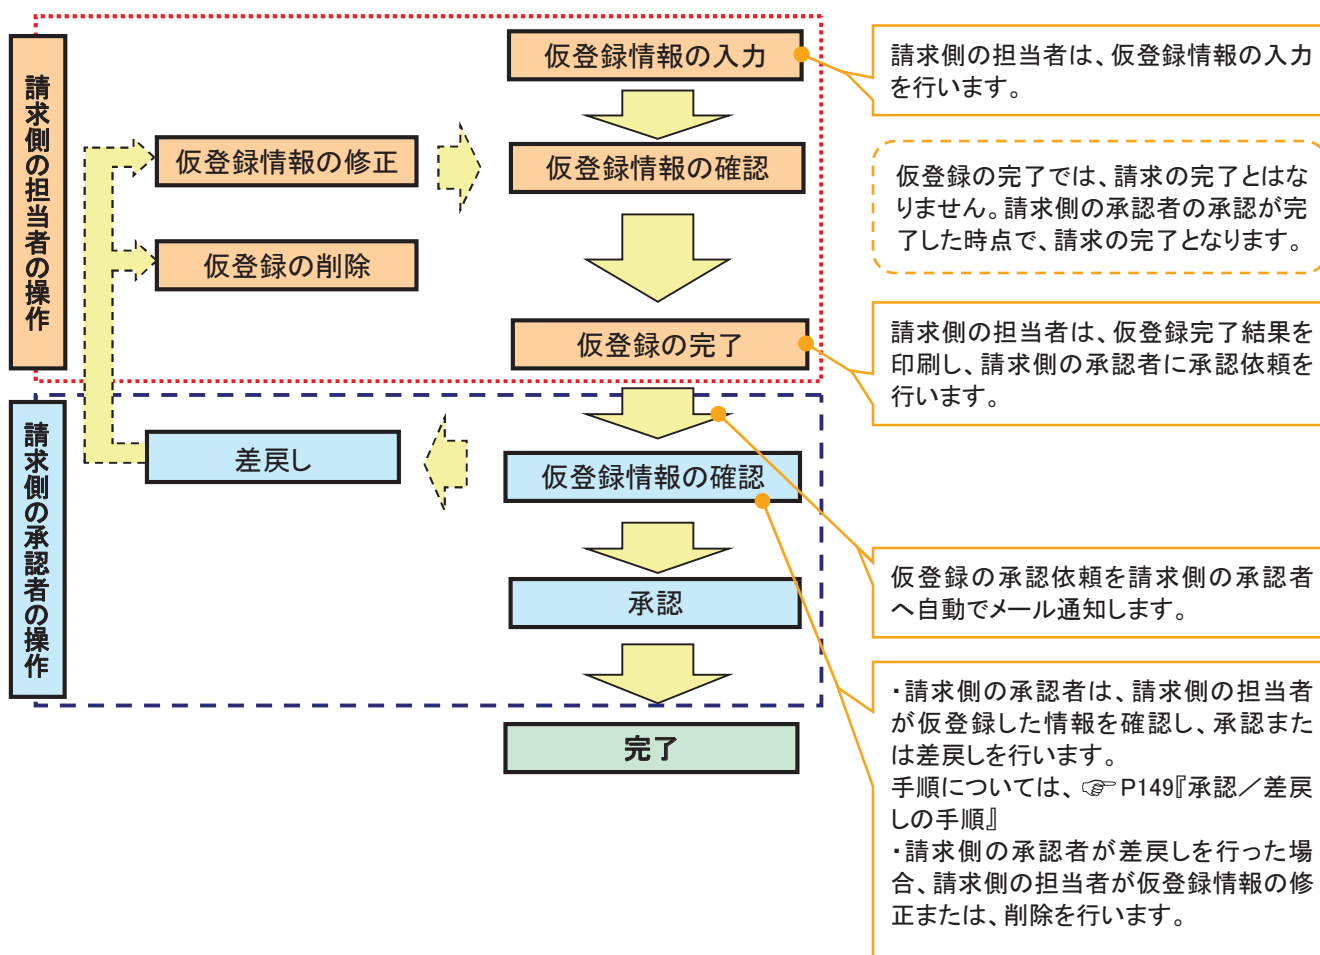 請求側の担当者の操作
仮登録情報の入力
仮登録情報の修正
仮登録情報の確認
仮登録の削除
仮登録の完了
請求側の承認者の操作
差戻し
仮登録情報の確認
承認
完了
請求側の担当者は、仮登録情報の入力
を行います。
仮登録の完了では、請求の完了とはな
りません。請求側の承認者の承認が完
了した時点で、請求の完了となります。
請求側の担当者は、仮登録完了結果を
印刷し、請求側の承認者に承認依頼を
行います。
仮登録の承認依頼を請求側の承認者
へ自動でメール通知します。
・請求側の承認者は、請求側の担当者
が仮登録した情報を確認し、承認また
は差戻しを行います。
手順については、☞P149『承認／差戻
しの手順』
・請求側の承認者が差戻しを行った場
合、請求側の担当者が仮登録情報の修
正または、削除を行います。